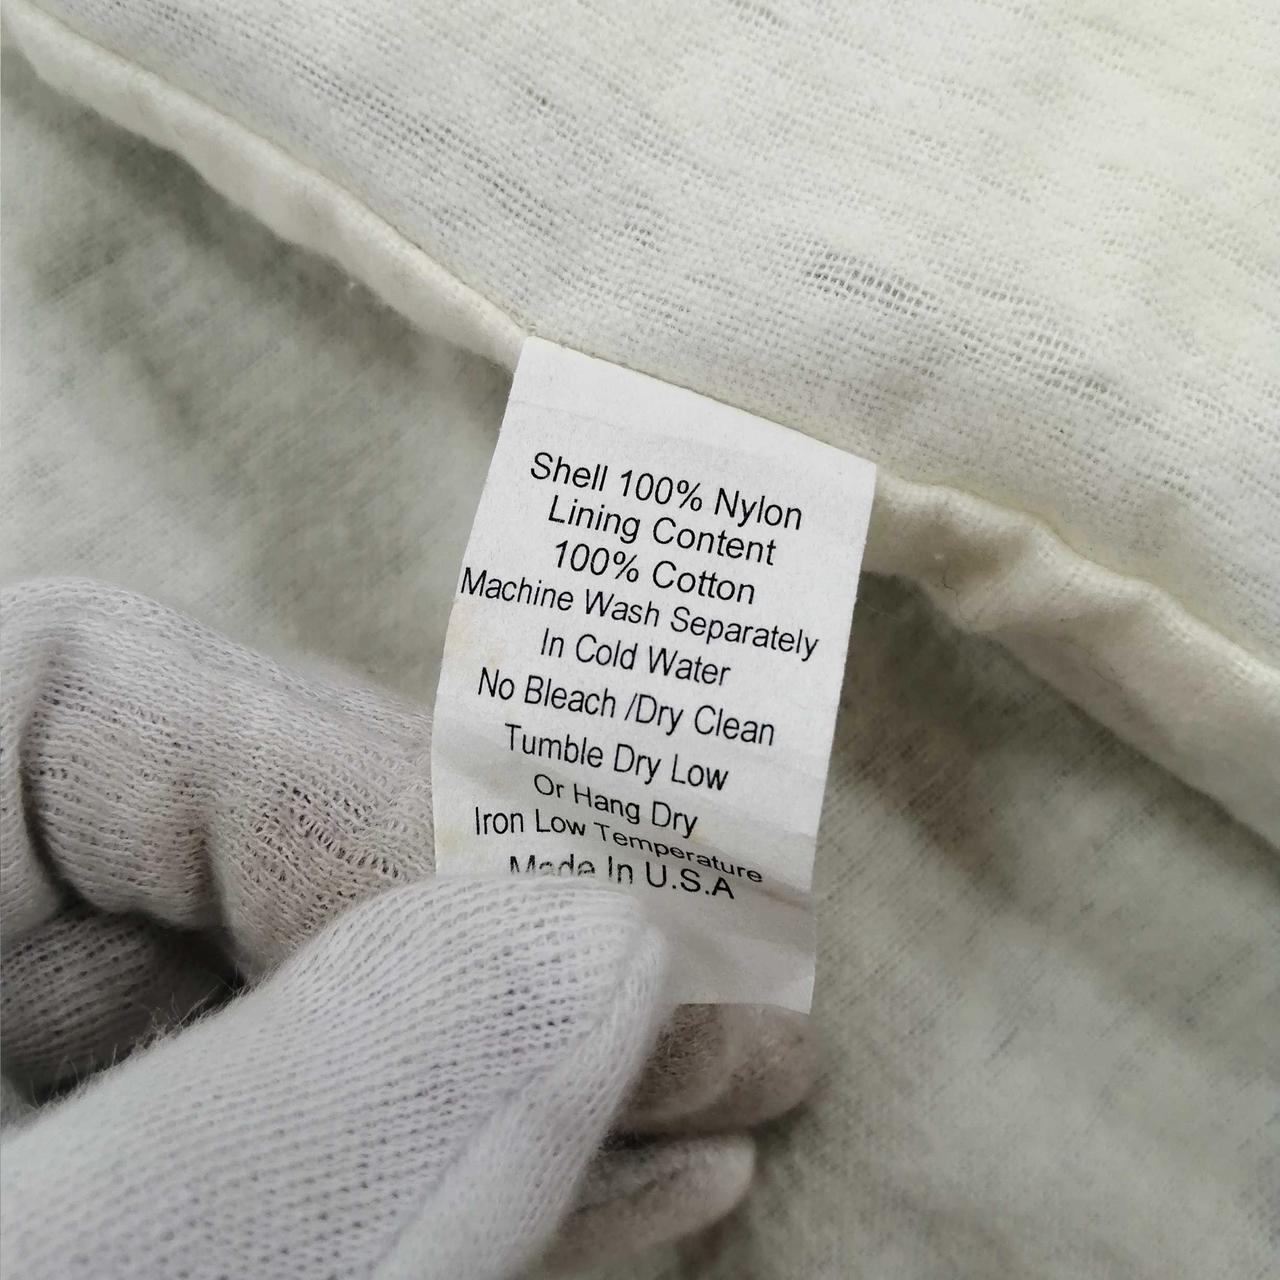 Shell 100% Nylon
Lining Content
100% Cotton
Machine Wash Separately
In Cold Water
No Bleach /Dry Clean
Tumble Dry Low
Or Hang Dry
Iron Low Temperature
Made In U.S.A